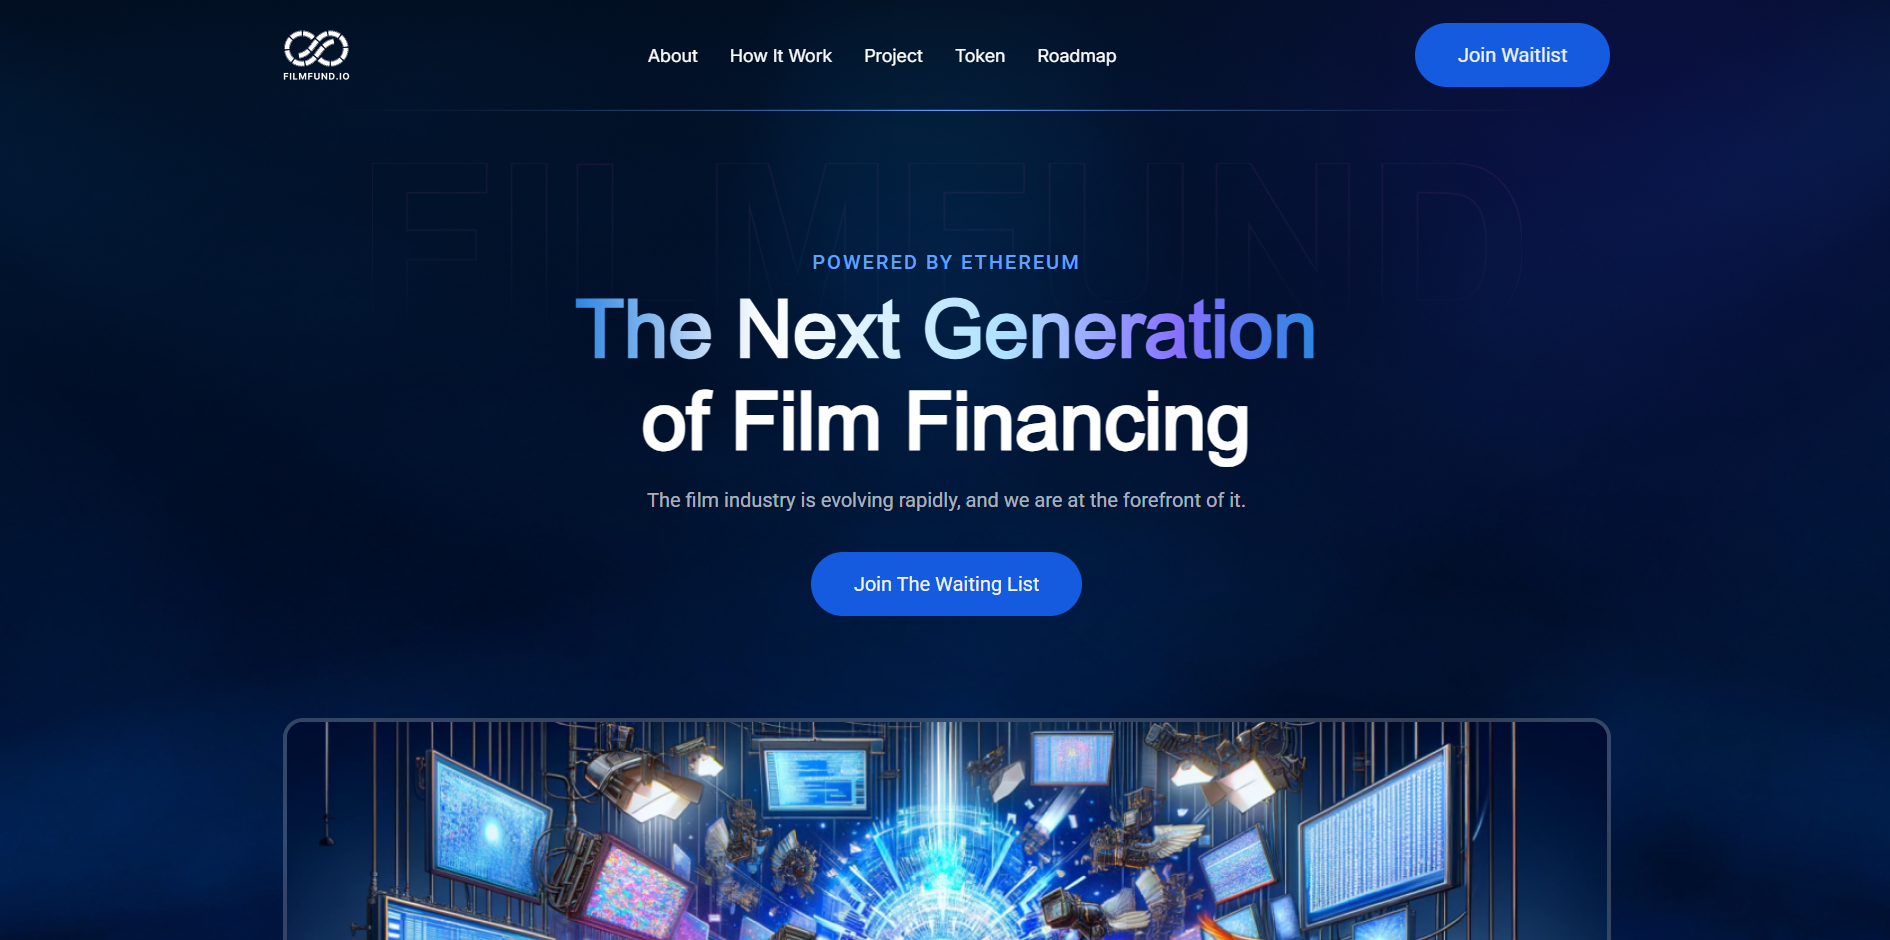 FILMFUND.IO
About
How It Work
Project
Token
Roadmap
Join Waitlist
FILMFUND
POWERED BY ETHEREUM
The Next Generation
of Film Financing
The film industry is evolving rapidly, and we are at the forefront of it.
Join The Waiting List